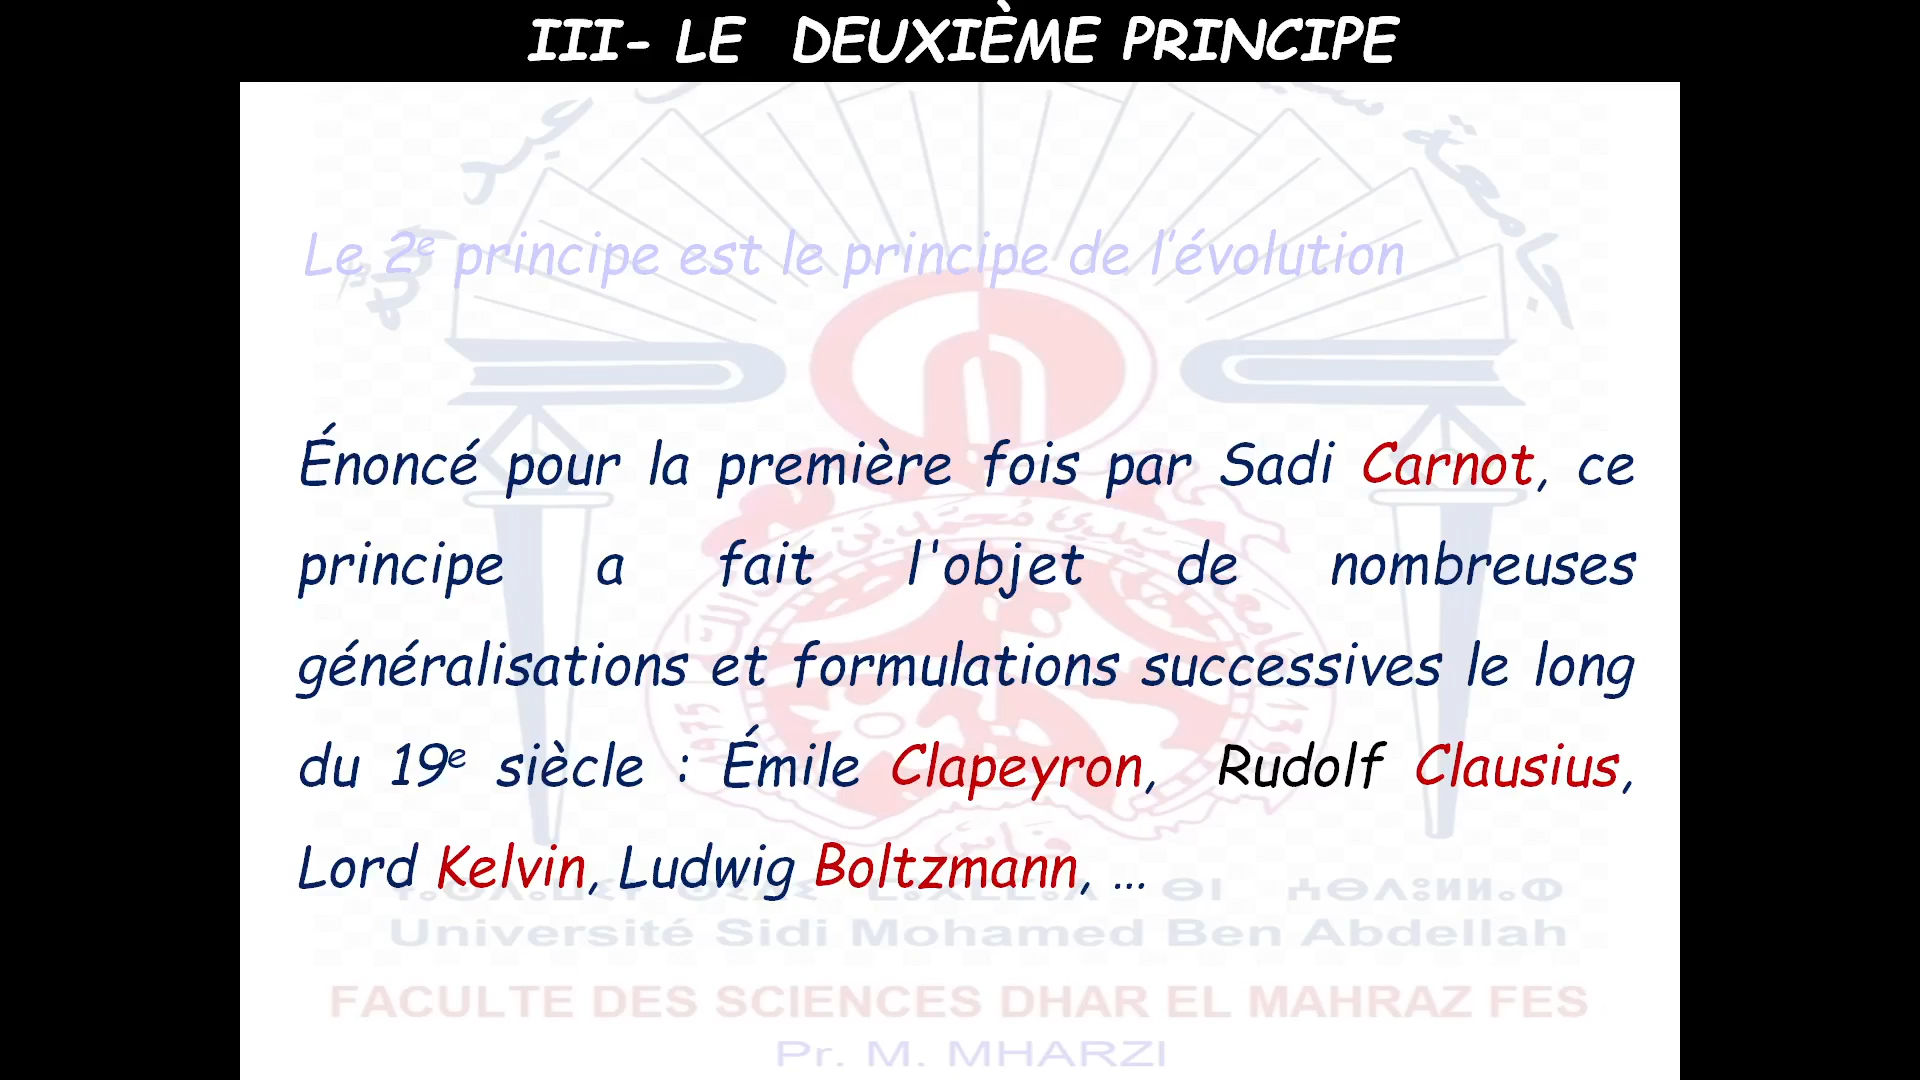 III- LE DEUXIÈME PRINCIPE
Le 2e principe est le principe de l'évolution
Énoncé pour la première fois par Sadi Carnot, ce
principe a fait l'objet de nombreuses
généralisations et formulations successives le long
du 19e siècle : Émile Clapeyron, Rudolf Clausius,
Lord Kelvin, Ludwig Boltzmann, …
Université Sidi Mohamed Ben Abdellah
FACULTE DES SCIENCES DHAR EL MAHRAZ FES
Pr. M. MHARZI